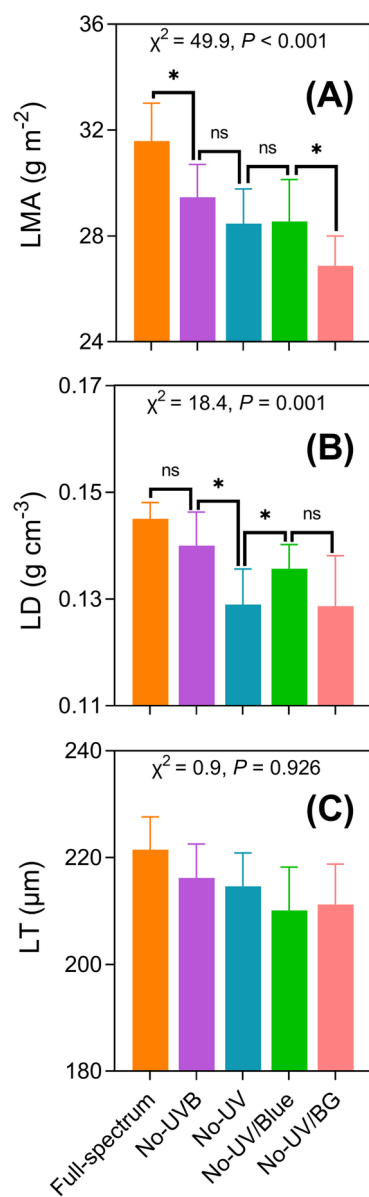 36
χ² = 49.9, P < 0.001
(A)
*
ns
ns
*
32
28
24
LMA (g m⁻²)
0.17
χ² = 18.4, P = 0.001
(B)
ns
*
*
ns
0.15
0.13
0.11
LD (g cm⁻³)
240
χ² = 0.9, P = 0.926
(C)
220
200
180
LT (μm)
Full-spectrum
No-UVB
No-UV
No-UV/Blue
No-UV/BG